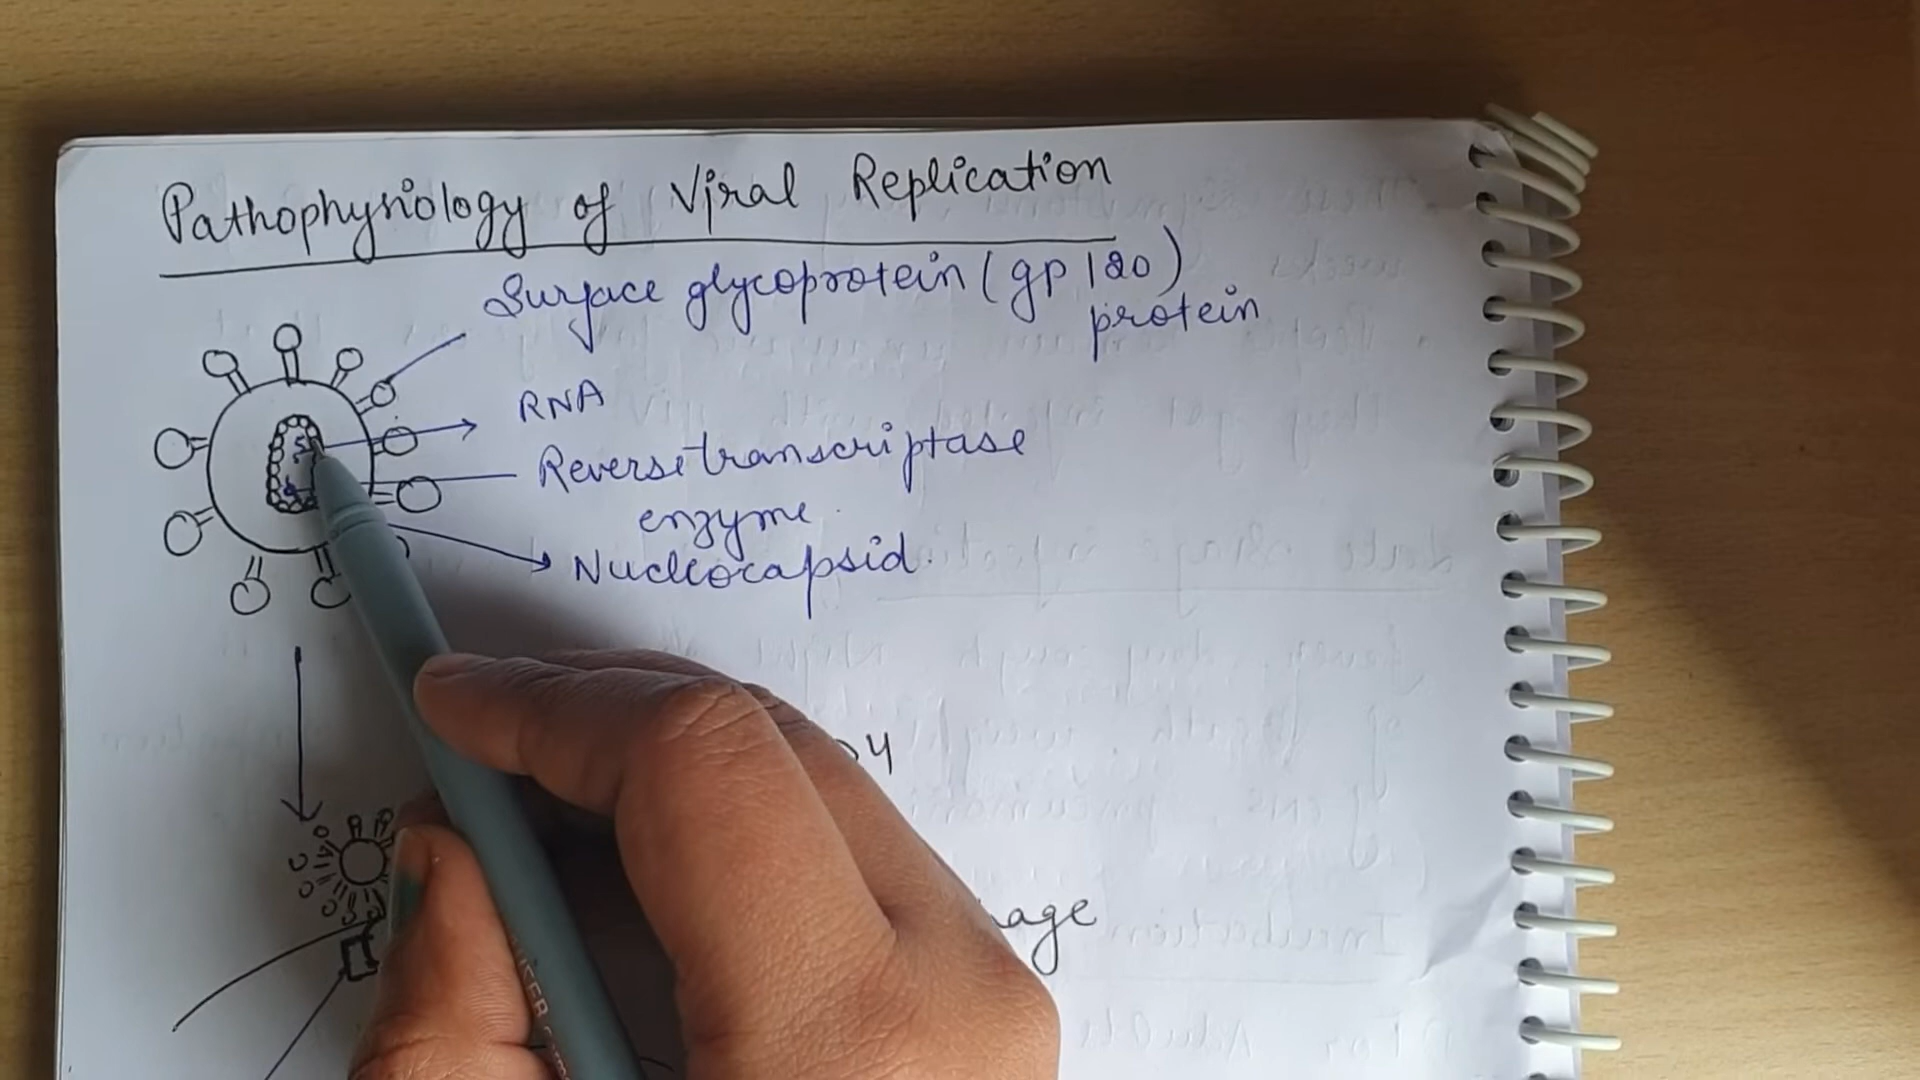 Pathophysiology of Viral Replication
Surface glycoprotein (gp 120)
protein
RNA
Reverse transcriptase
enzyme
Nucleocapsid.